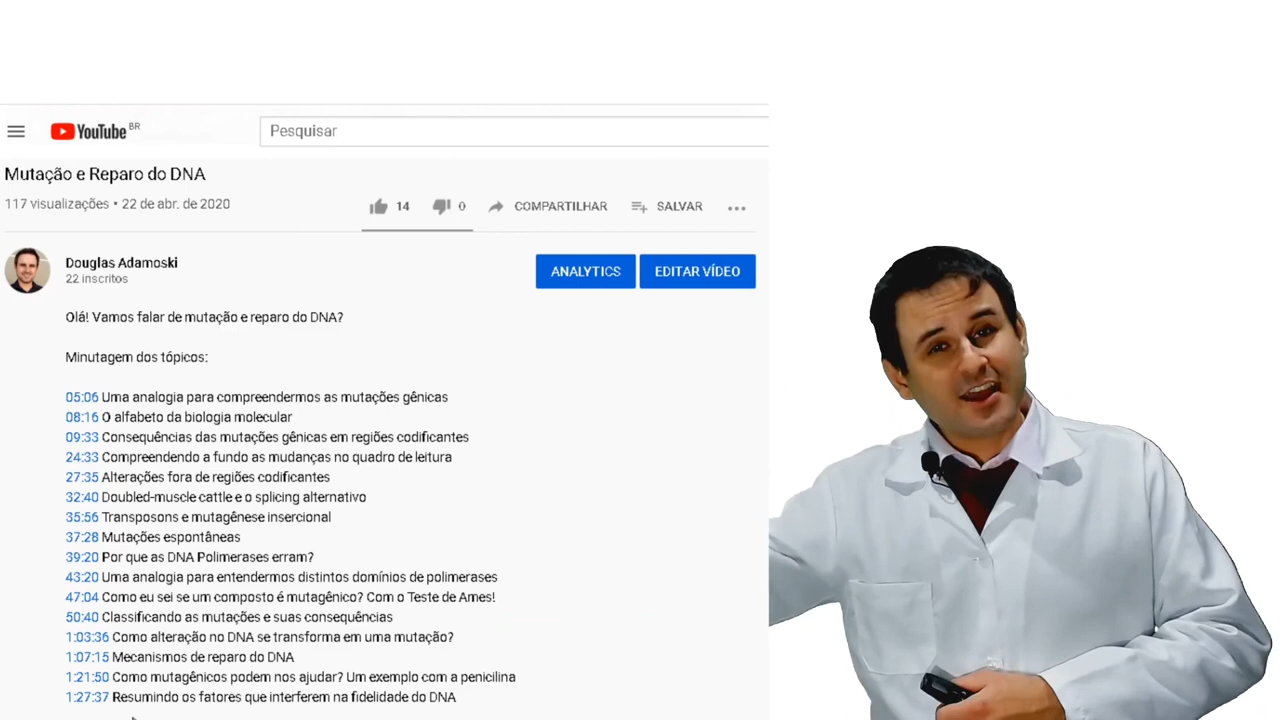 YouTube BR
Pesquisar
Mutação e Reparo do DNA
117 visualizações • 22 de abr. de 2020
14
0
COMPARTILHAR
SALVAR
Douglas Adamoski
22 inscritos
ANALYTICS
EDITAR VÍDEO
Olá! Vamos falar de mutação e reparo do DNA?
Minutagem dos tópicos:
05:06 Uma analogia para compreendermos as mutações gênicas
08:16 O alfabeto da biologia molecular
09:33 Consequências das mutações gênicas em regiões codificantes
24:33 Compreendendo a fundo as mudanças no quadro de leitura
27:35 Alterações fora de regiões codificantes
32:40 Doubled-muscle cattle e o splicing alternativo
35:56 Transposons e mutagênese insercional
37:28 Mutações espontâneas
39:20 Por que as DNA Polimerases erram?
43:20 Uma analogia para entendermos distintos domínios de polimerases
47:04 Como eu sei se um composto é mutagênico? Com o Teste de Ames!
50:40 Classificando as mutações e suas consequências
1:03:36 Como alteração no DNA se transforma em uma mutação?
1:07:15 Mecanismos de reparo do DNA
1:21:50 Como mutagênicos podem nos ajudar? Um exemplo com a penicilina
1:27:37 Resumindo os fatores que interferem na fidelidade do DNA